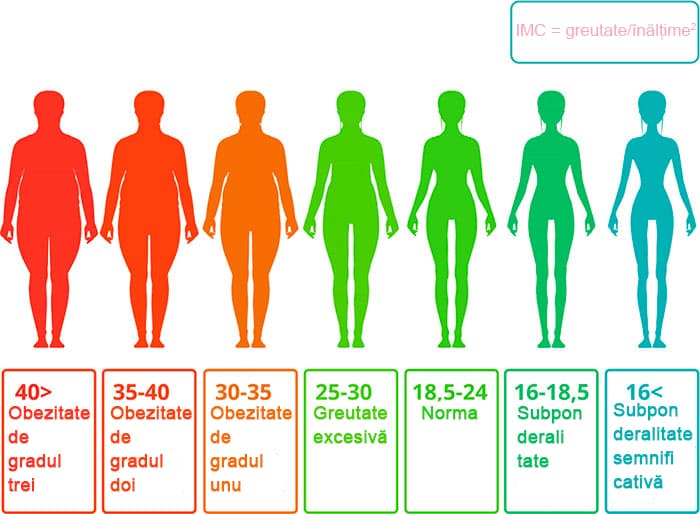 IMC = greutate/înălțime²
40>
Obezitate
de
gradul
trei
35-40
Obezitate
de
gradul
doi
30-35
Obezitate
de
gradul
unu
25-30
Greutate
excesivă
18,5-24
Norma
16-18,5
Subpon
derali
tate
16<
Subpon
deralitate
semnifi
cativă